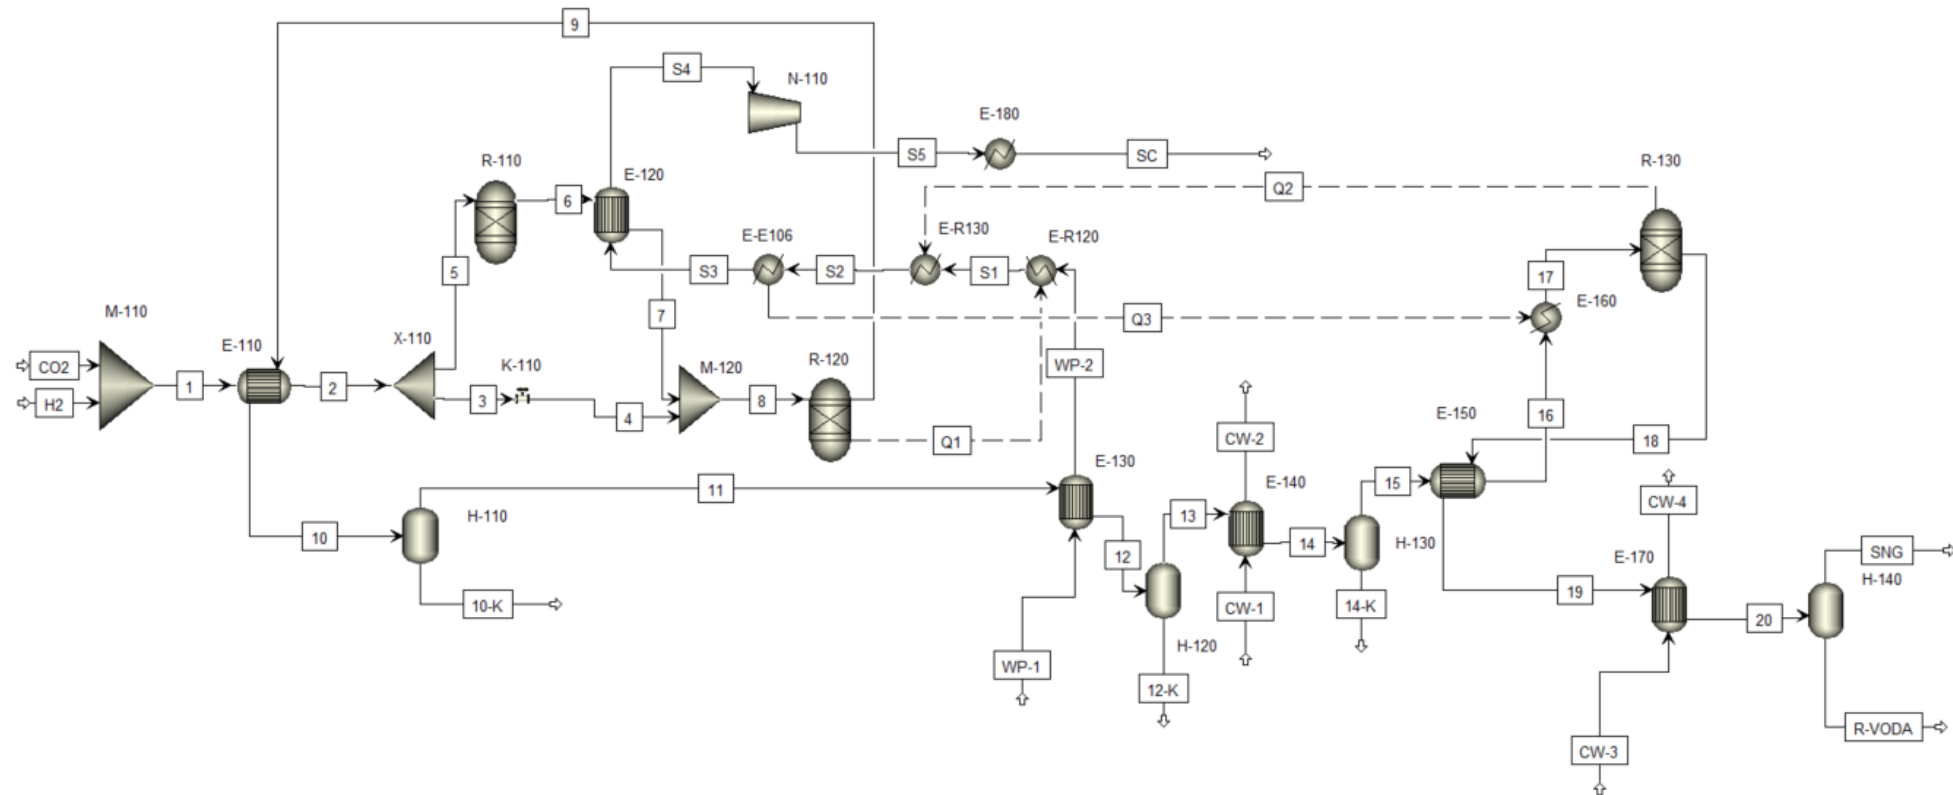 9
S4
N-110
E-180
S5
SC
R-110
E-120
6
R-130
Q2
E-E106
E-R130
E-R120
S3
S2
S1
5
17
E-160
7
Q3
M-110
E-110
X-110
K-110
M-120
R-120
WP-2
CO2
H2
1
2
3
4
8
16
E-150
Q1
CW-2
18
E-130
E-140
15
11
H-110
13
CW-4
10
12
14
H-130
E-170
SNG
H-140
10-K
CW-1
14-K
19
20
H-120
WP-1
12-K
R-VODA
CW-3